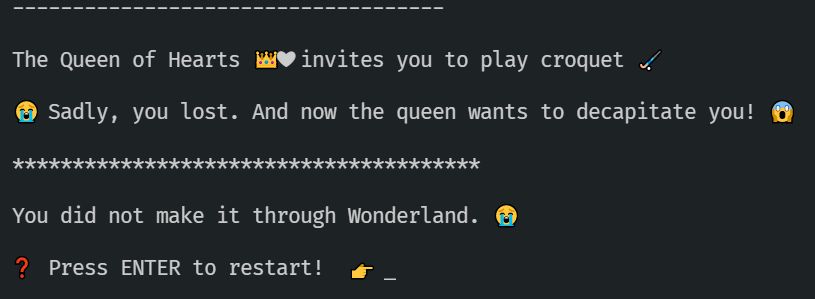 ------------------------------------
The Queen of Hearts 👑🤍invites you to play croquet 🏑
😭 Sadly, you lost. And now the queen wants to decapitate you! 😱
***************************************
You did not make it through Wonderland. 😭
❓ Press ENTER to restart!  👉 _